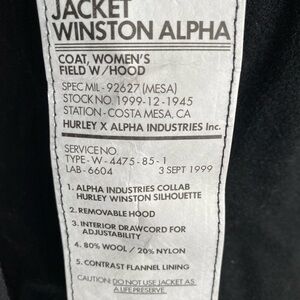 JACKET
WINSTON ALPHA
COAT, WOMEN'S
FIELD W/HOOD
SPEC MIL - 92627 (MESA)
STOCK NO. 1999-12-1945
STATION - COSTA MESA, CA
HURLEY X ALPHA INDUSTRIES Inc.
SERVICE NO.
TYPE - W - 4475 - 85 - 1
LAB - 6604 3 SEPT 1999
1. ALPHA INDUSTRIES COLLAB
HURLEY WINSTON SILHOUETTE
2. REMOVABLE HOOD
3. INTERIOR DRAWCORD FOR
ADJUSTABILITY
4. 80% WOOL / 20% NYLON
5. CONTRAST FLANNEL LINING
CAUTION: DO NOT USE JACKET AS
A LIFE PRESERVE